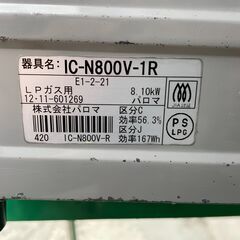 器具名: IC-N800V-1R
E1-2-21
LPガス用 8.10kW
12・11-601269 パロマ
株式会社パロマ 区分C
効率56.3%
区分J
420 IC-N800V-R 効率167Wh
PS
LPG